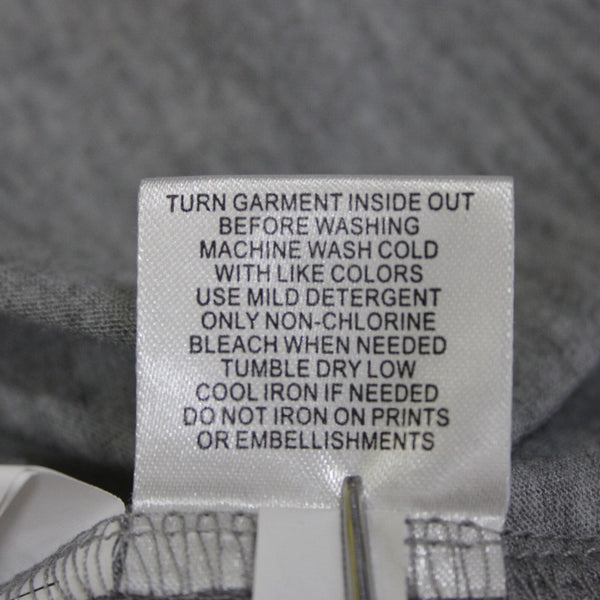 TURN GARMENT INSIDE OUT
BEFORE WASHING
MACHINE WASH COLD
WITH LIKE COLORS
USE MILD DETERGENT
ONLY NON-CHLORINE
BLEACH WHEN NEEDED
TUMBLE DRY LOW
COOL IRON IF NEEDED
DO NOT IRON ON PRINTS
OR EMBELLISHMENTS